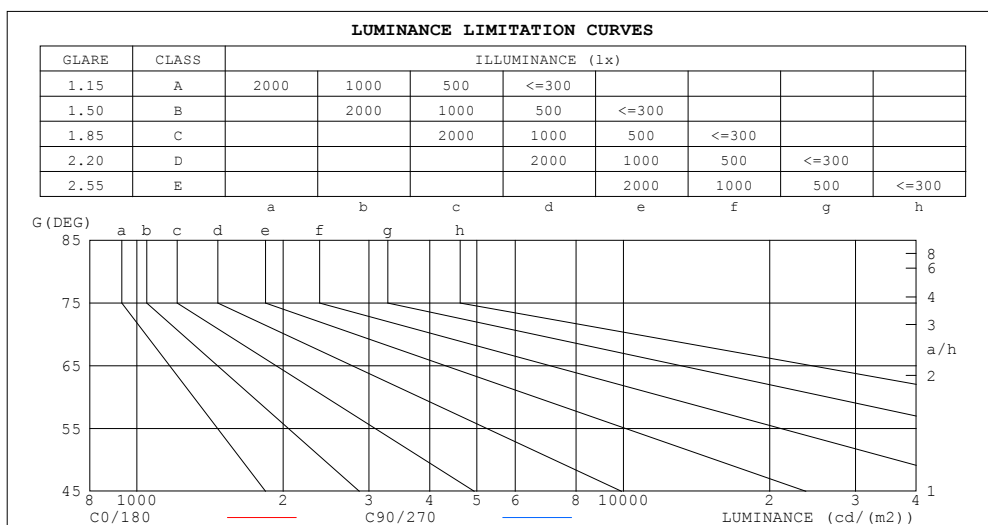 LUMINANCE LIMITATION CURVES
GLARE CLASS ILLUMINANCE (lx)
1.15 A 2000 1000 500 <=300
1.50 B 2000 1000 500 <=300
1.85 C 2000 1000 500 <=300
2.20 D 2000 1000 500 <=300
2.55 E 2000 1000 500 <=300
a b c d e f g h
G(DEG)
85 a b c d e f g h
8
6
75 4
3
a/h
65 2
55
45 1
8 1000 2 3 4 5 6 8 10000 2 3 4
C0/180 C90/270 LUMINANCE (cd/(m2))